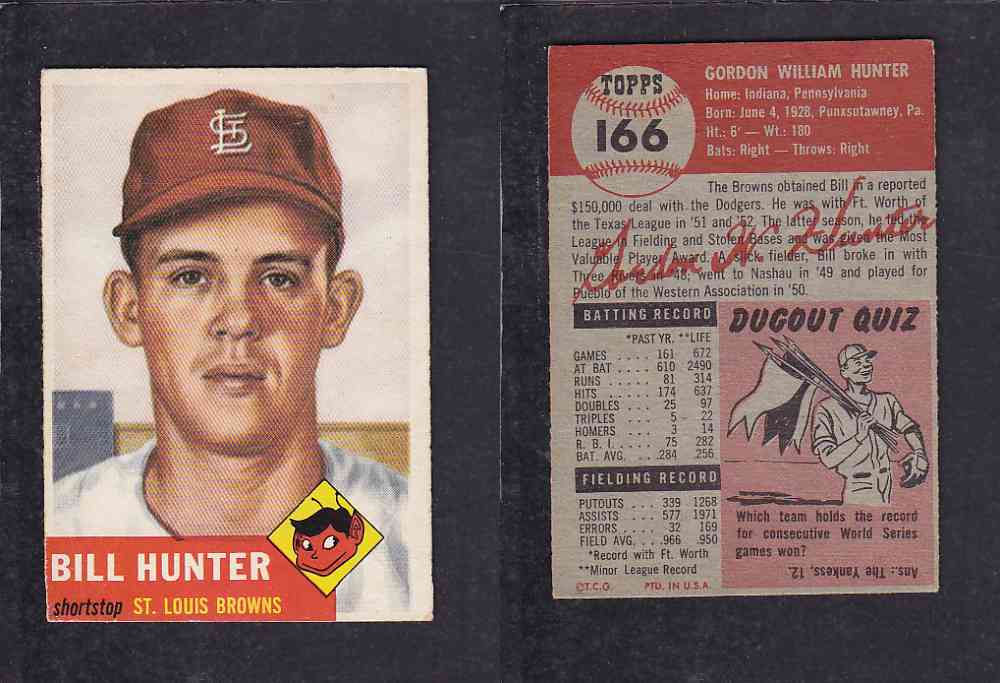 StL
BILL HUNTER
shortstop ST. LOUIS BROWNS
TOPPS
166
GORDON WILLIAM HUNTER
Home: Indiana, Pennsylvania
Born: June 4, 1928, Punxsutawney, Pa.
Ht.: 6' — Wt.: 180
Bats: Right — Throws: Right
The Browns obtained Bill in a reported
$150,000 deal with the Dodgers. He was with Ft. Worth of
the Texas League in '51 and '52. The latter season, he led the
League in Fielding and Stolen Bases and was given the Most
Valuable Player Award. A slick fielder, Bill broke in with
Three Rivers in '48, went to Nashau in '49 and played for
Pueblo of the Western Association in '50.
Gordon W. Hunter
BATTING RECORD
*PAST YR. **LIFE
GAMES .... 161 672
AT BAT .... 610 2490
RUNS .... 81 314
HITS .... 174 637
DOUBLES ... 25 97
TRIPLES ... 5 22
HOMERS ... 3 14
R. B. I. .... 75 282
BAT. AVG. ... .284 .256
FIELDING RECORD
PUTOUTS ... 339 1268
ASSISTS .... 577 1971
ERRORS .... 32 169
FIELD AVG. .. .966 .950
*Record with Ft. Worth
**Minor League Record
©T.C.G. PTD. IN U.S.A.
DUGOUT QUIZ
Which team holds the record
for consecutive World Series
games won?
Ans.: The Yankess, 12.